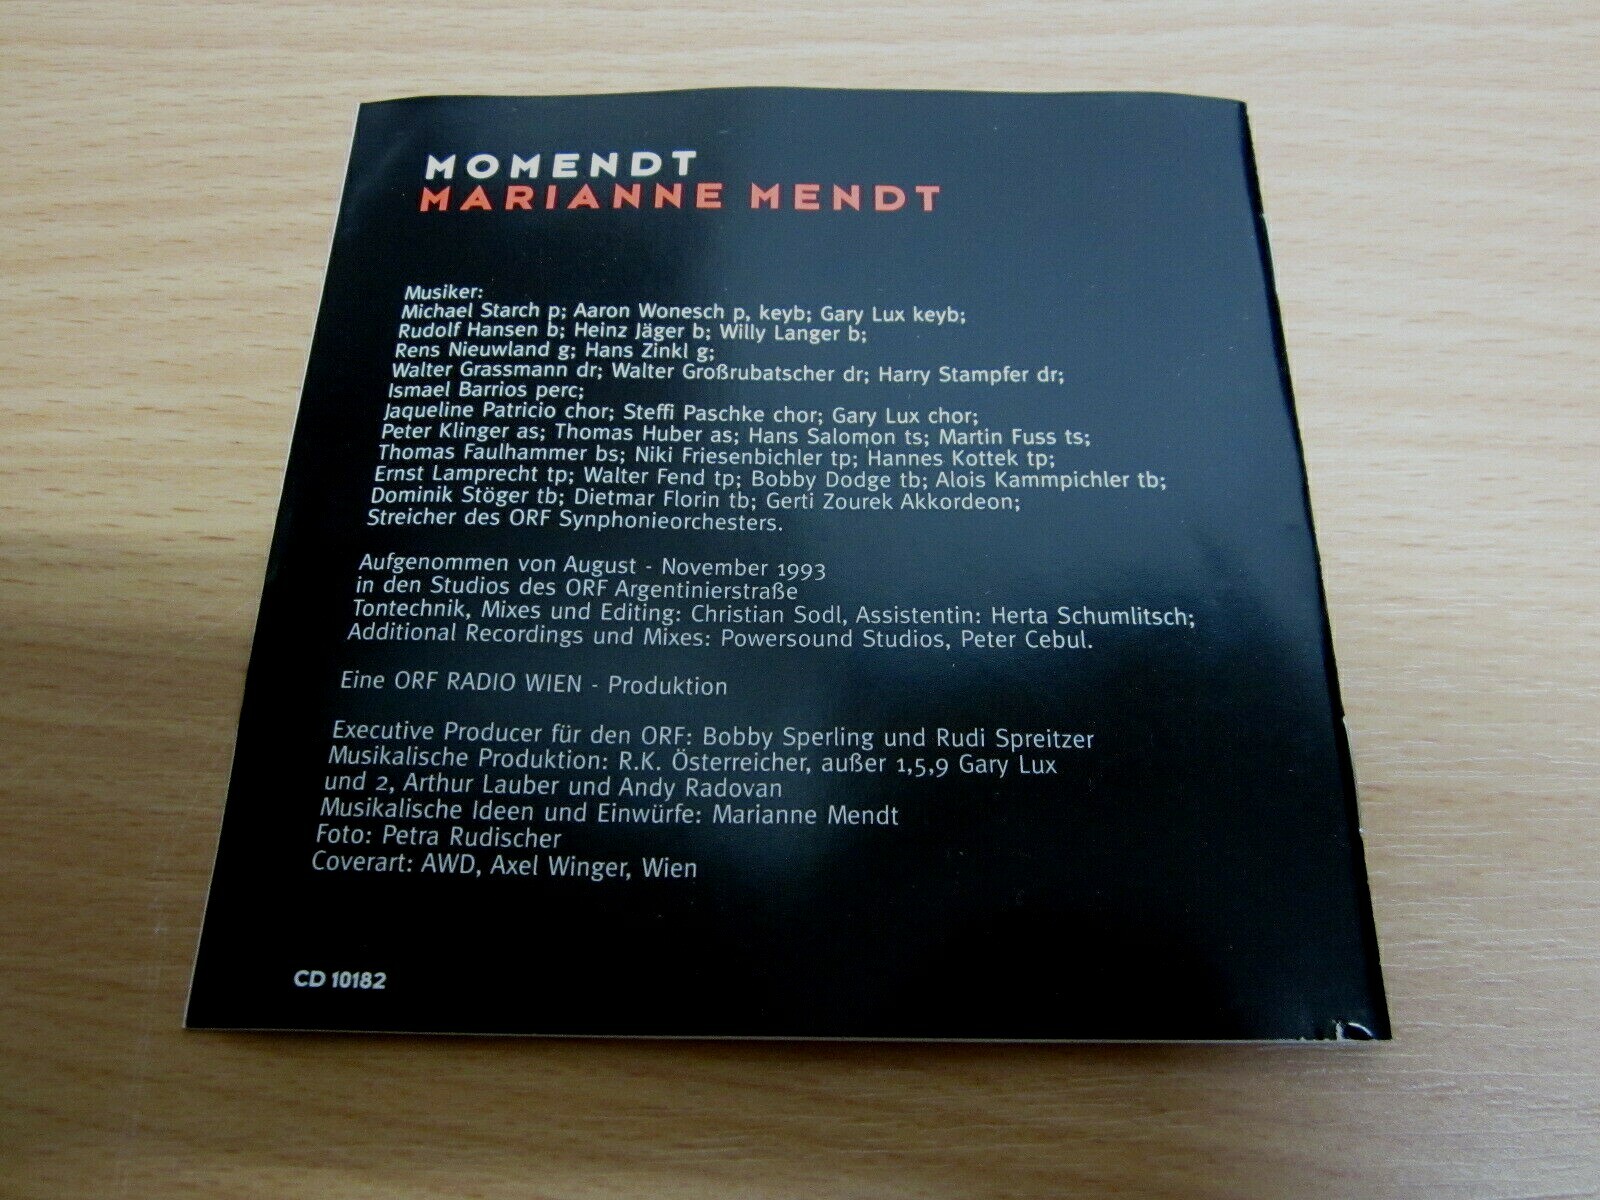 MOMENDT
MARIANNE MENDT
Musiker:
Michael Starch p; Aaron Wonesch p, keyb; Gary Lux keyb;
Rudolf Hansen b; Heinz Jäger b; Willy Langer b;
Rens Nieuwland g; Hans Zinkl g;
Walter Grassmann dr; Walter Großrubatscher dr; Harry Stampfer dr;
Ismael Barrios perc;
Jaqueline Patricio chor; Steffi Paschke chor; Gary Lux chor;
Peter Klinger as; Thomas Huber as; Hans Salomon ts; Martin Fuss ts;
Thomas Faulhammer bs; Niki Friesenbichler tp; Hannes Kottek tp;
Ernst Lamprecht tp; Walter Fend tp; Bobby Dodge tb; Alois Kammpichler tb;
Dominik Stöger tb; Dietmar Florin tb; Gerti Zourek Akkordeon;
Streicher des ORF Synphonieorchesters.
Aufgenommen von August - November 1993
in den Studios des ORF Argentinierstraße
Tontechnik, Mixes und Editing: Christian Sodl, Assistentin: Herta Schumlitsch;
Additional Recordings und Mixes: Powersound Studios, Peter Cebul.
Eine ORF RADIO WIEN - Produktion
Executive Producer für den ORF: Bobby Sperling und Rudi Spreitzer
Musikalische Produktion: R.K. Österreicher, außer 1,5,9 Gary Lux
und 2, Arthur Lauber und Andy Radovan
Musikalische Ideen und Einwürfe: Marianne Mendt
Foto: Petra Rudischer
Coverart: AWD, Axel Winger, Wien
CD 10182